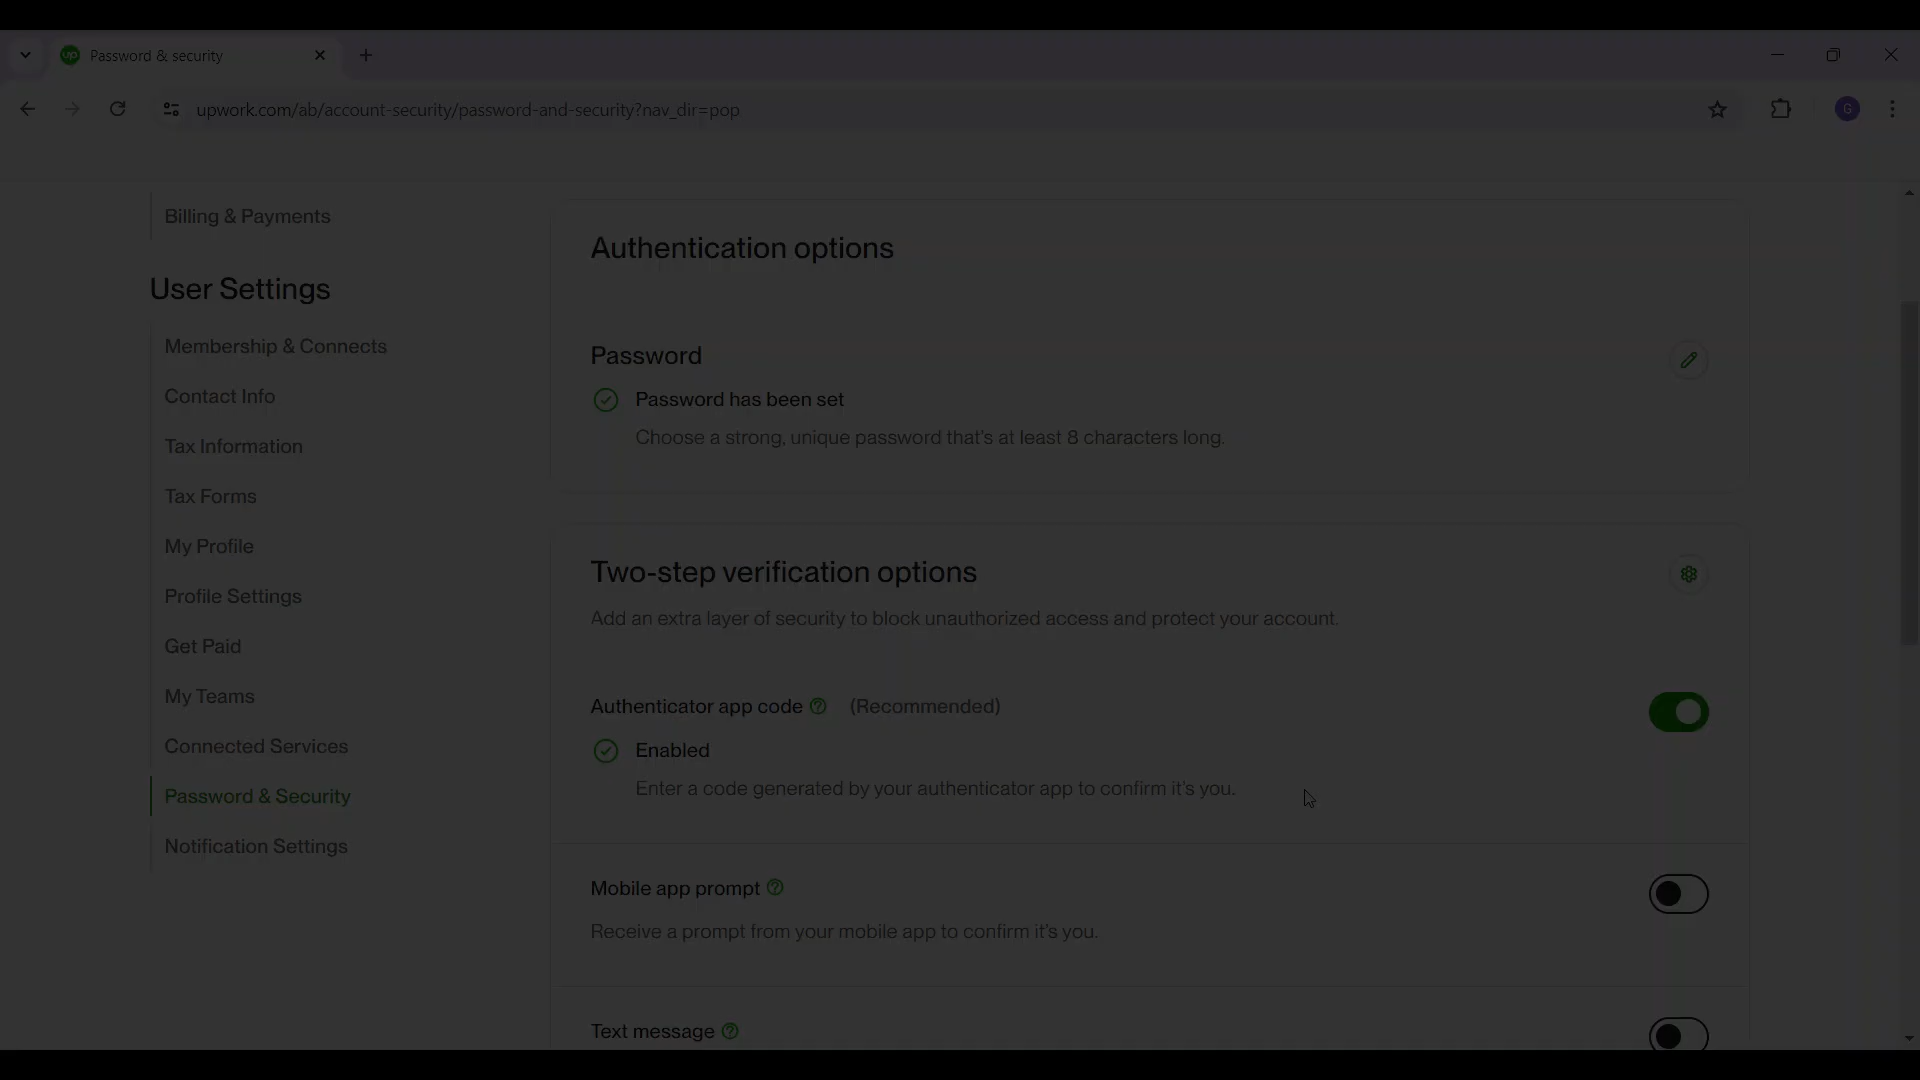 up Password & security
upwork.com/ab/account-security/password-and-security?nav_dir=pop
G
Billing & Payments
User Settings
Membership & Connects
Contact Info
Tax Information
Tax Forms
My Profile
Profile Settings
Get Paid
My Teams
Connected Services
Password & Security
Notification Settings
Authentication options
Password
Password has been set
Choose a strong, unique password that's at least 8 characters long.
Two-step verification options
Add an extra layer of security to block unauthorized access and protect your account.
Authenticator app code ? (Recommended)
Enabled
Enter a code generated by your authenticator app to confirm it's you.
Mobile app prompt ?
Receive a prompt from your mobile app to confirm it's you.
Text message ?